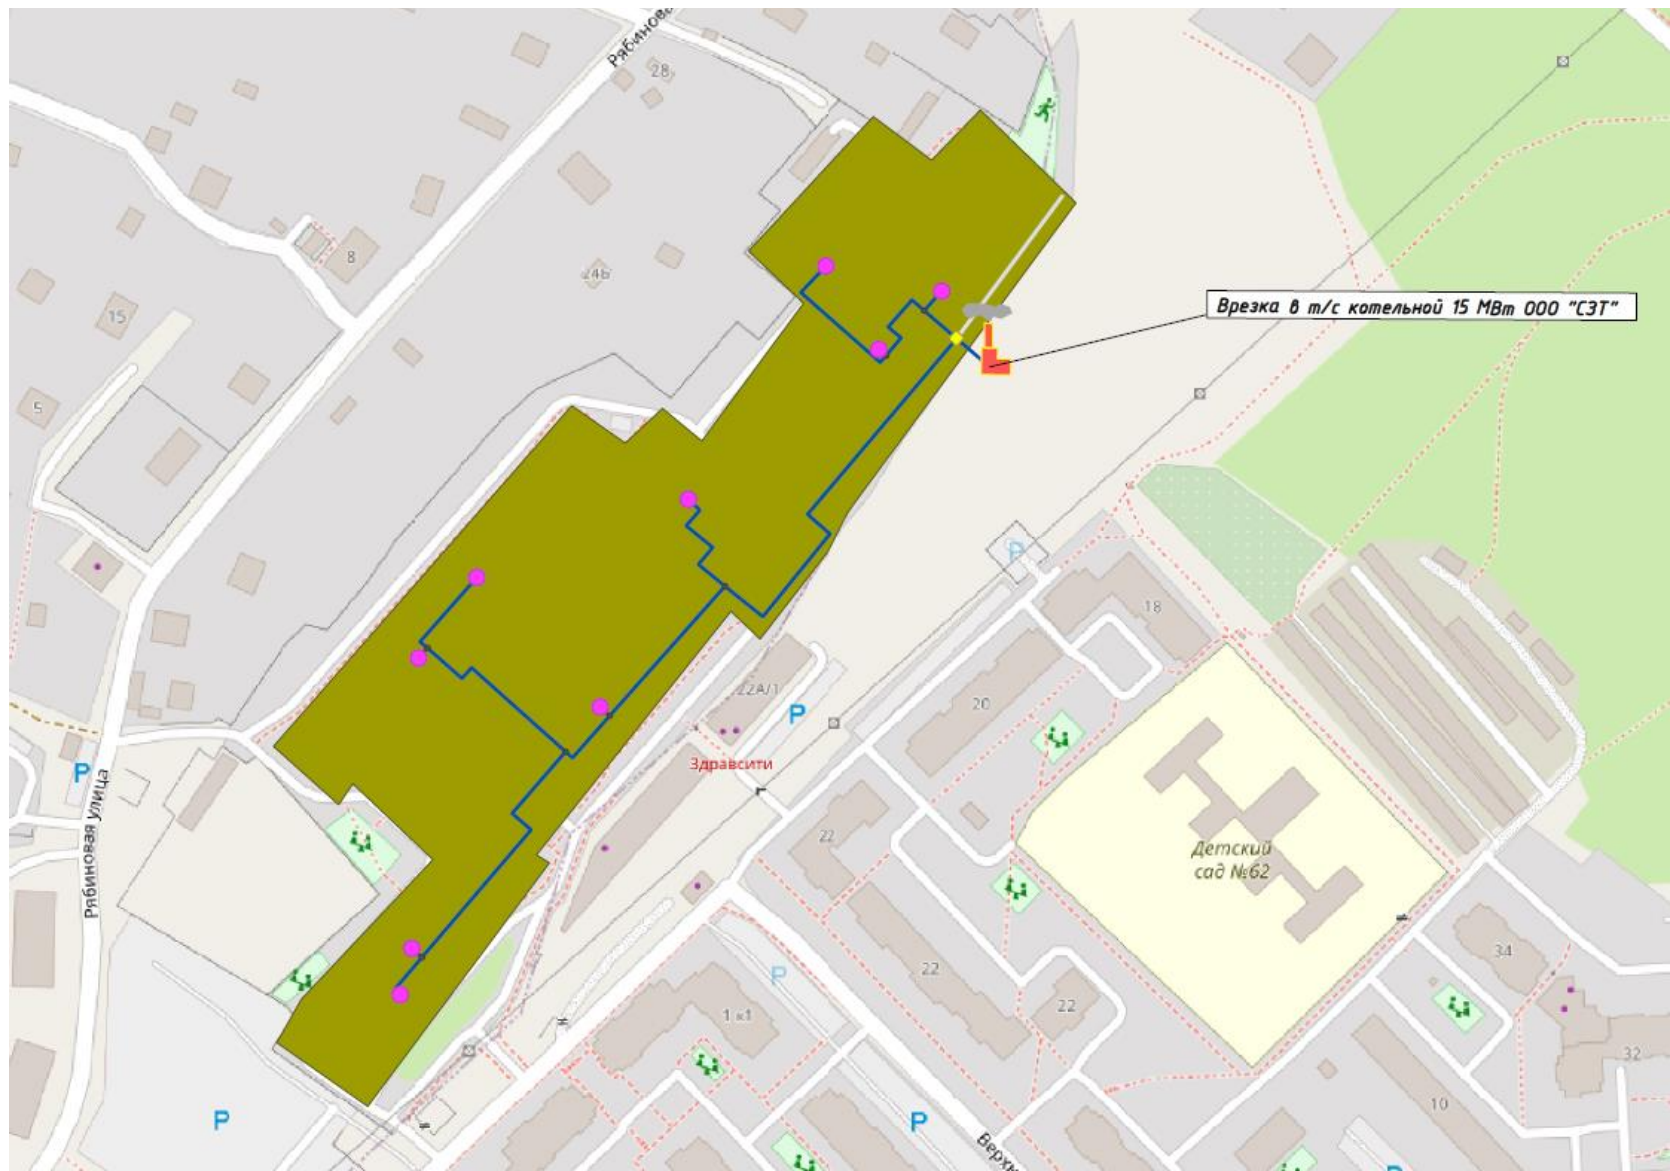 Рябинова
28
8
24Б
15
5
Врезка в т/с котельной 15 МВт ООО "СЗТ"
P
18
22А/1
P
20
Здравсити
P
Рябиновая улица
22
Детский
сад №62
22
34
P
22
1 к1
32
10
P
P
Верхн
P